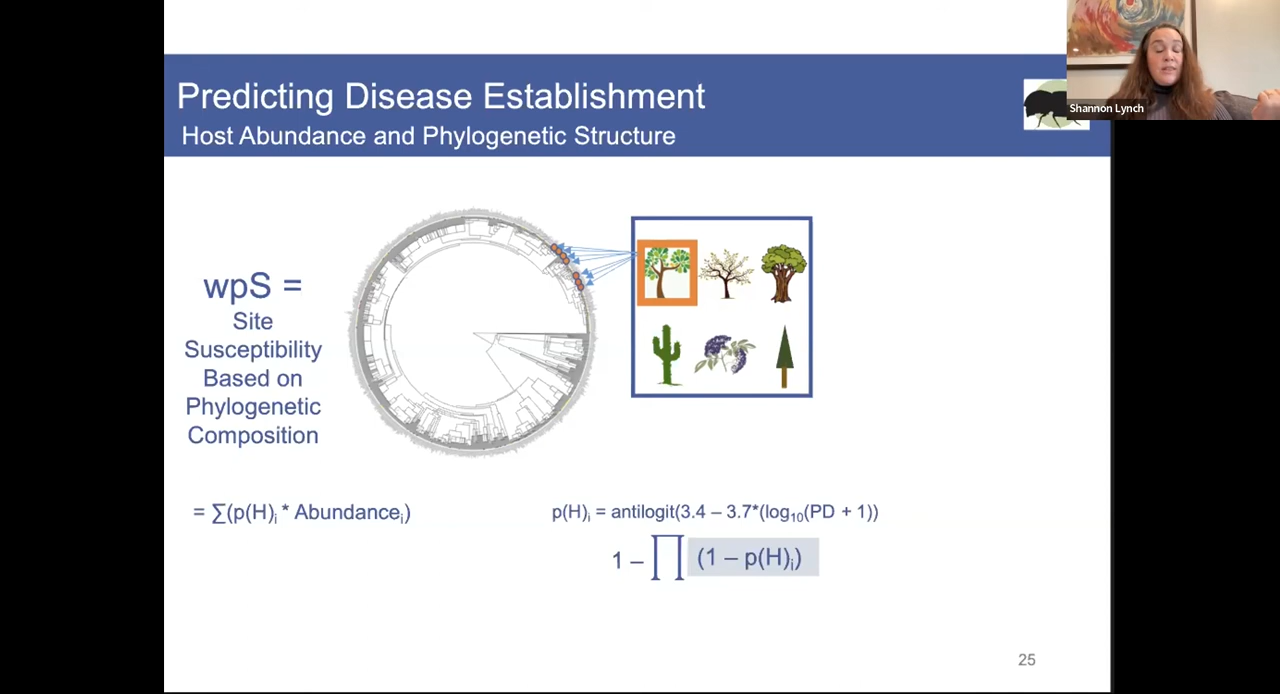 Predicting Disease Establishment
Host Abundance and Phylogenetic Structure
Shannon Lynch
wpS =
Site
Susceptibility
Based on
Phylogenetic
Composition
= ∑(p(H)i * Abundancei)
p(H)i = antilogit(3.4 – 3.7*(log10(PD + 1))
1 – ∏ (1 – p(H)i)
25